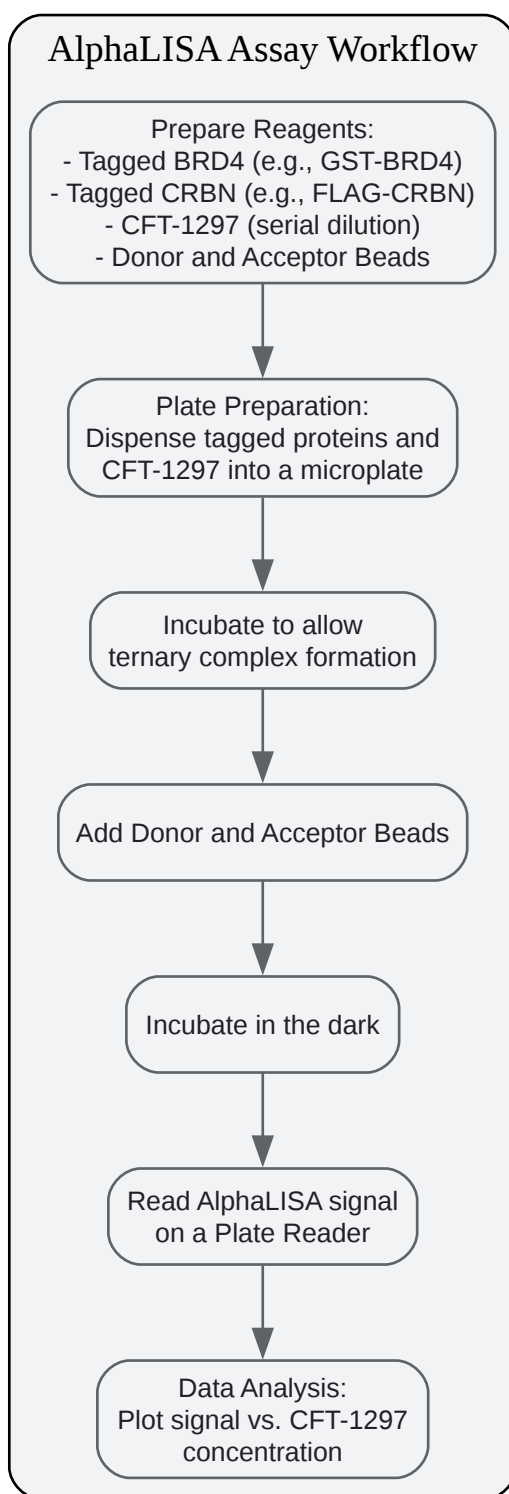 AlphaLISA Assay Workflow
Prepare Reagents:
- Tagged BRD4 (e.g., GST-BRD4)
- Tagged CRBN (e.g., FLAG-CRBN)
- CFT-1297 (serial dilution)
- Donor and Acceptor Beads
Plate Preparation:
Dispense tagged proteins and
CFT-1297 into a microplate
Incubate to allow
ternary complex formation
Add Donor and Acceptor Beads
Incubate in the dark
Read AlphaLISA signal
on a Plate Reader
Data Analysis:
Plot signal vs. CFT-1297
concentration